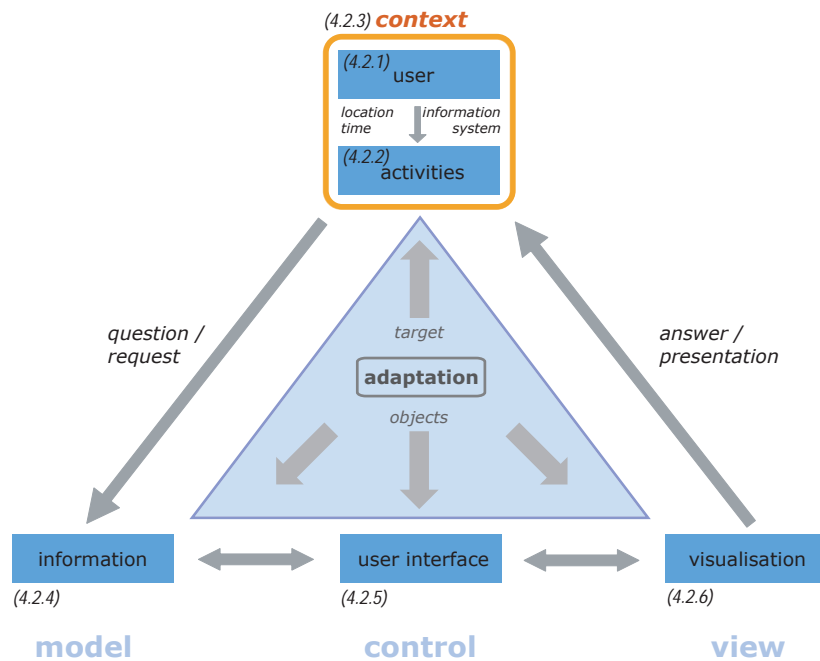 (4.2.3) context
(4.2.1)
user
location
time
information
system
(4.2.2)
activities
question /
request
answer /
presentation
target
adaptation
objects
information
user interface
visualisation
(4.2.4)
(4.2.5)
(4.2.6)
model
control
view